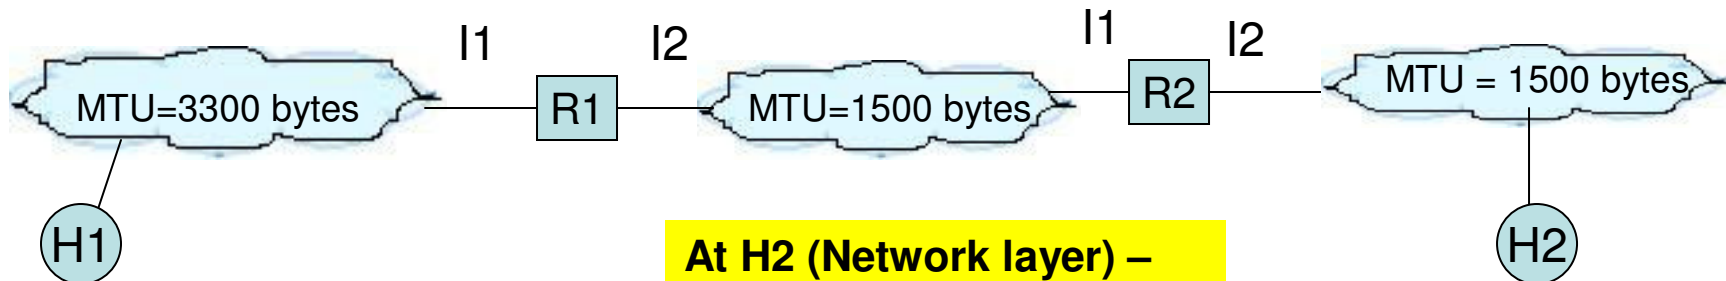 I1 I2 I1 I2
MTU=3300 bytes R1 MTU=1500 bytes R2 MTU = 1500 bytes
H1 At H2 (Network layer) – H2